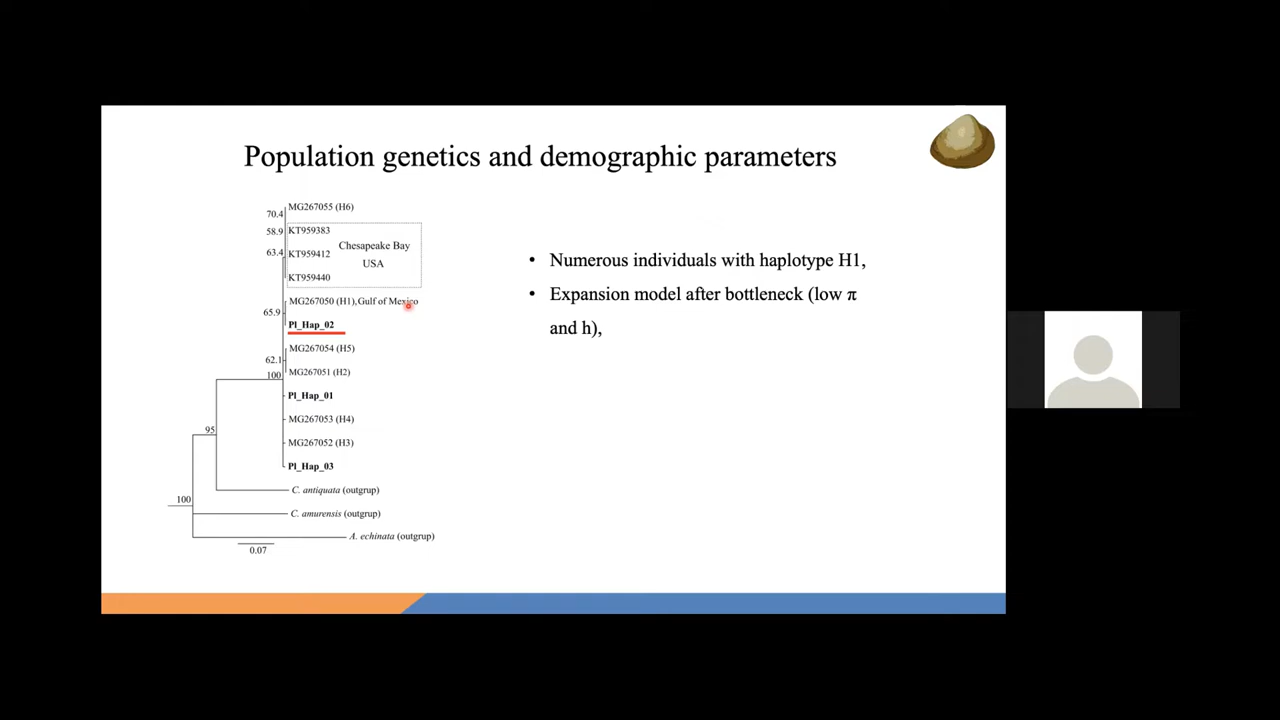 Population genetics and demographic parameters
70.4
MG267055 (H6)
58.9
KT959383
Chesapeake Bay
63.4
KT959412
USA
KT959440
MG267050 (H1),Gulf of Mexico
65.9
Pl_Hap_02
MG267054 (H5)
62.1
MG267051 (H2)
100
Pl_Hap_01
MG267053 (H4)
95
MG267052 (H3)
Pl_Hap_03
C. antiquata (outgrup)
100
C. amurensis (outgrup)
A. echinata (outgrup)
0.07
• Numerous individuals with haplotype H1,
• Expansion model after bottleneck (low π
and h),